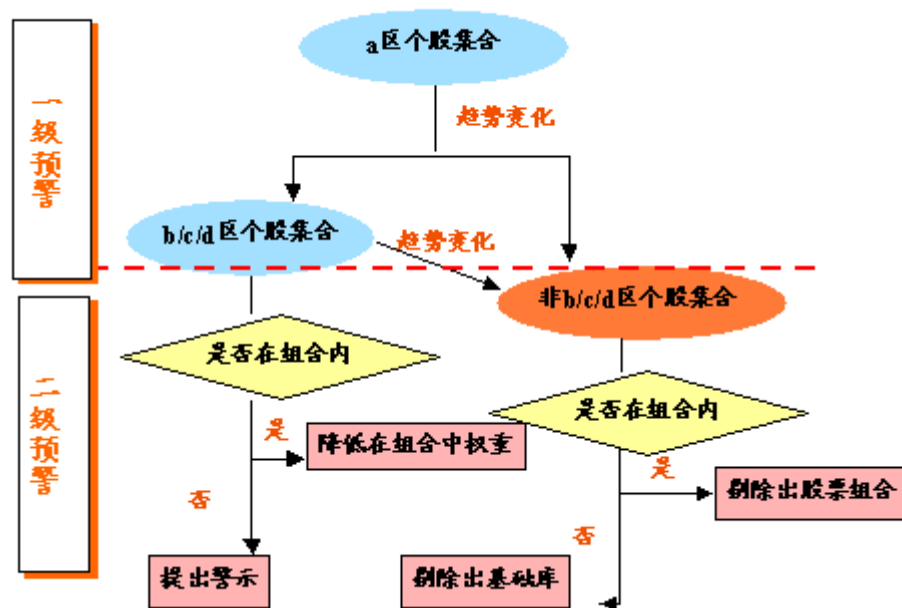 a区个股集合
趋势变化
一级预警
b/c/d区个股集合
趋势变化
非b/c/d区个股集合
二级预警
是否在组合内
是否在组合内
是
降低在组合中权重
是
剔除出股票组合
否
否
提出警示
剔除出基础库